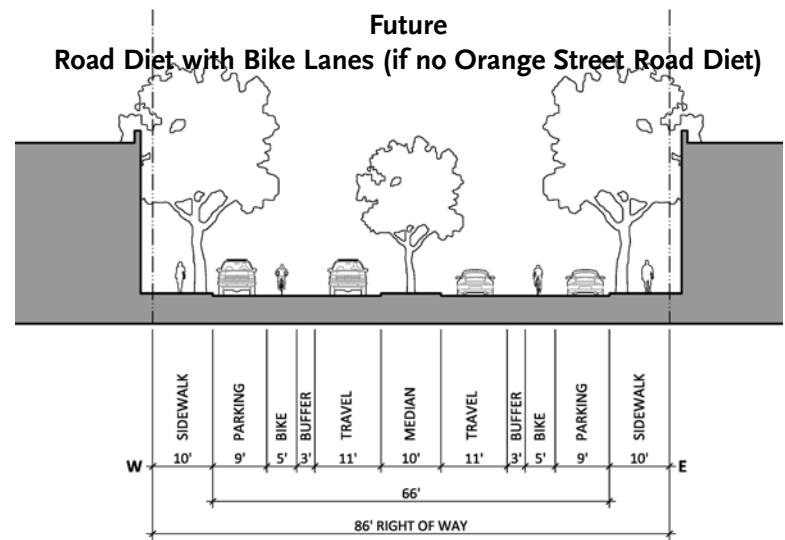 Future
Road Diet with Bike Lanes (if no Orange Street Road Diet)
SIDEWALK PARKING BIKE BUFFER TRAVEL MEDIAN TRAVEL BUFFER BIKE PARKING SIDEWALK
W 10' 9' 5' 3' 11' 10' 11' 3' 5' 9' 10' E
66'
86' RIGHT OF WAY